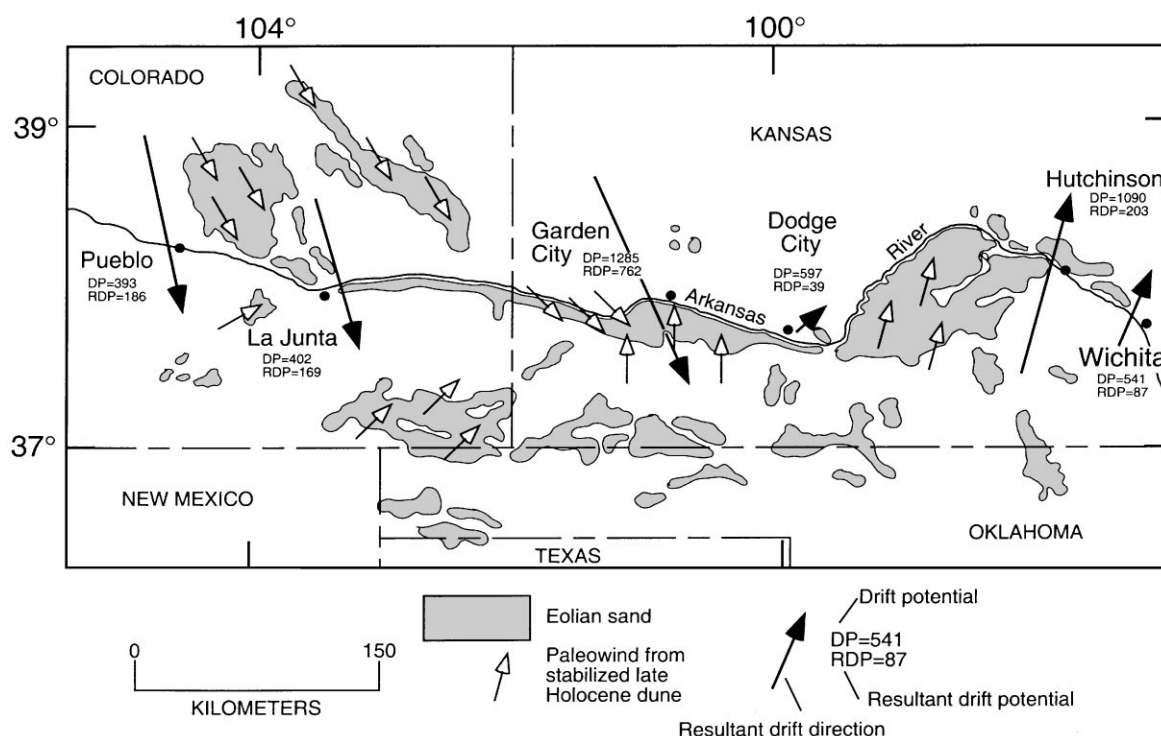 104°
100°
COLORADO
39°
KANSAS
Hutchinson
DP=1090
RDP=203
Garden
City
DP=1285
RDP=762
Dodge
City
DP=597
RDP=39
River
Pueblo
DP=393
RDP=186
Arkansas
La Junta
DP=402
RDP=169
Wichita
DP=541
RDP=87
37°
NEW MEXICO
OKLAHOMA
TEXAS
Eolian sand
Drift potential
DP=541
RDP=87
0
150
KILOMETERS
Paleowind from
stabilized late
Holocene dune
Resultant drift potential
Resultant drift direction